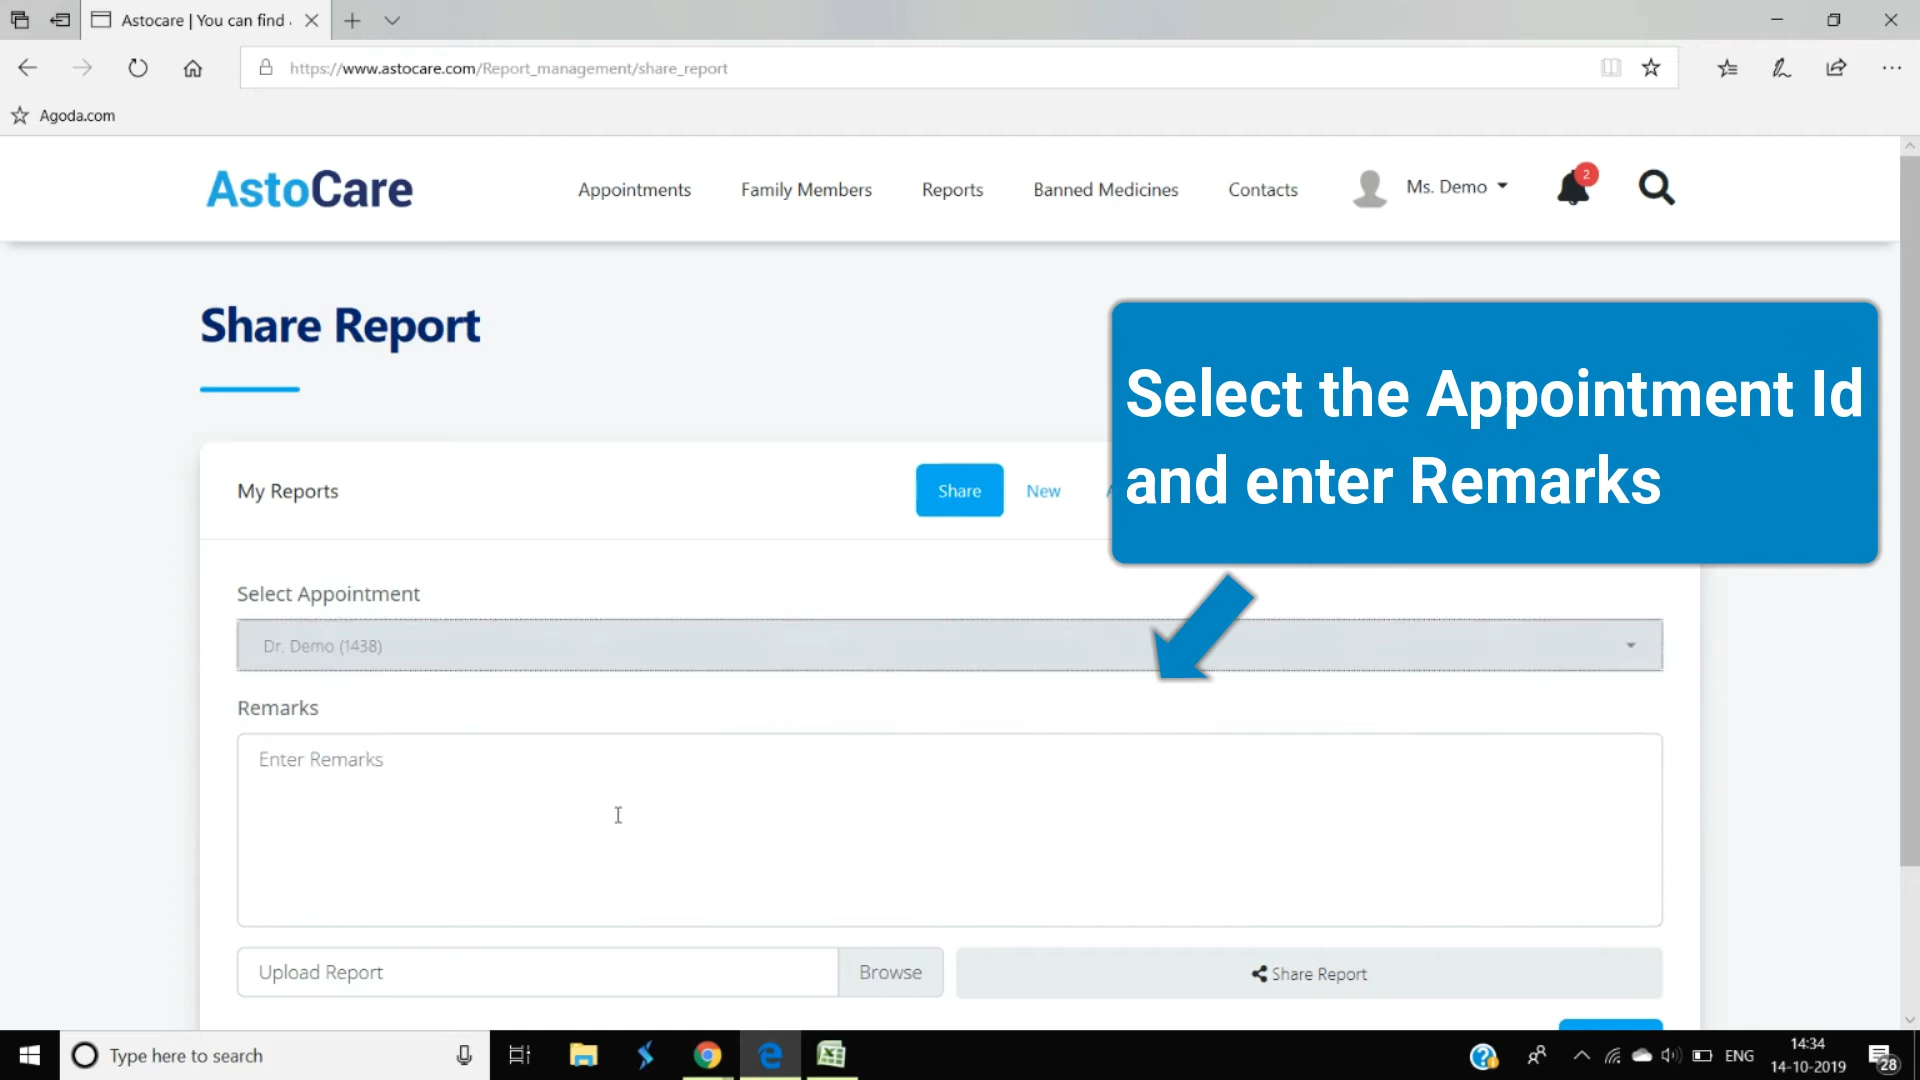 Astocare | You can find
https://www.astocare.com/Report_management/share_report
Agoda.com
AstoCare
Appointments Family Members Reports Banned Medicines Contacts Ms. Demo 2
Share Report
Select the Appointment Id
and enter Remarks
My Reports Share New
Select Appointment
Dr. Demo (1438)
Remarks
Enter Remarks
Upload Report Browse Share Report
Type here to search
ENG
14:34
14-10-2019
28